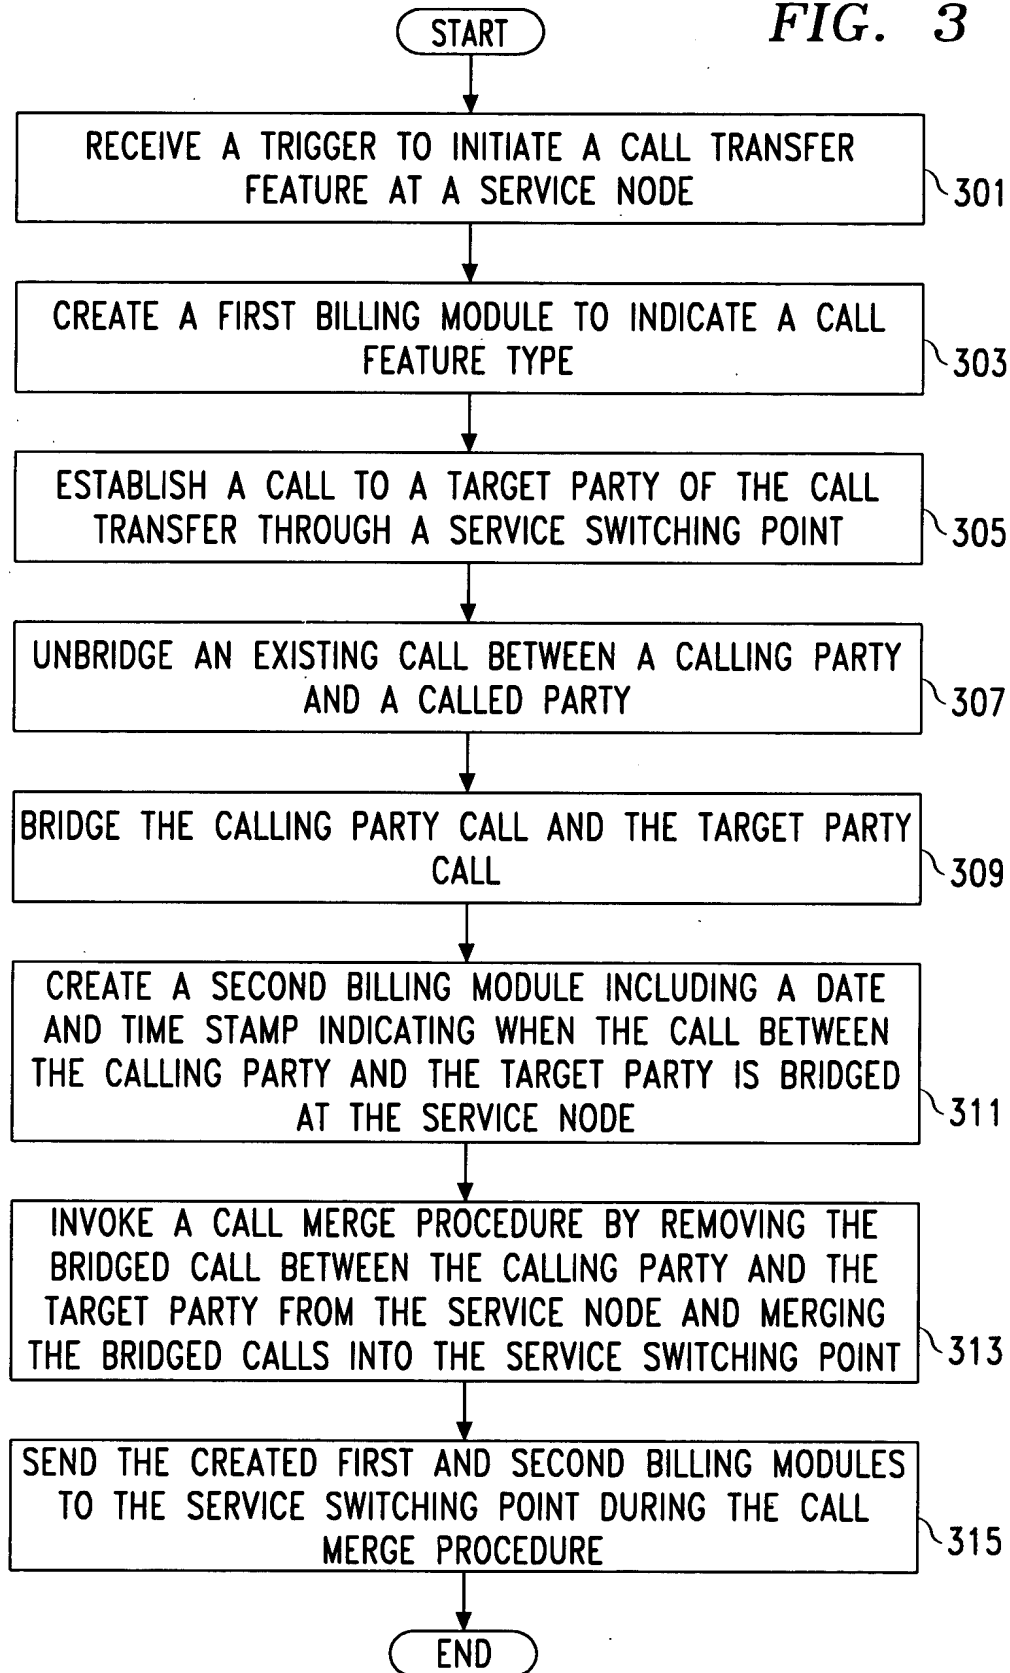 FIG. 3
START
RECEIVE A TRIGGER TO INITIATE A CALL TRANSFER
FEATURE AT A SERVICE NODE
301
CREATE A FIRST BILLING MODULE TO INDICATE A CALL
FEATURE TYPE
303
ESTABLISH A CALL TO A TARGET PARTY OF THE CALL
TRANSFER THROUGH A SERVICE SWITCHING POINT
305
UNBRIDGE AN EXISTING CALL BETWEEN A CALLING PARTY
AND A CALLED PARTY
307
BRIDGE THE CALLING PARTY CALL AND THE TARGET PARTY
CALL
309
CREATE A SECOND BILLING MODULE INCLUDING A DATE
AND TIME STAMP INDICATING WHEN THE CALL BETWEEN
THE CALLING PARTY AND THE TARGET PARTY IS BRIDGED
AT THE SERVICE NODE
311
INVOKE A CALL MERGE PROCEDURE BY REMOVING THE
BRIDGED CALL BETWEEN THE CALLING PARTY AND THE
TARGET PARTY FROM THE SERVICE NODE AND MERGING
THE BRIDGED CALLS INTO THE SERVICE SWITCHING POINT
313
SEND THE CREATED FIRST AND SECOND BILLING MODULES
TO THE SERVICE SWITCHING POINT DURING THE CALL
MERGE PROCEDURE
315
END